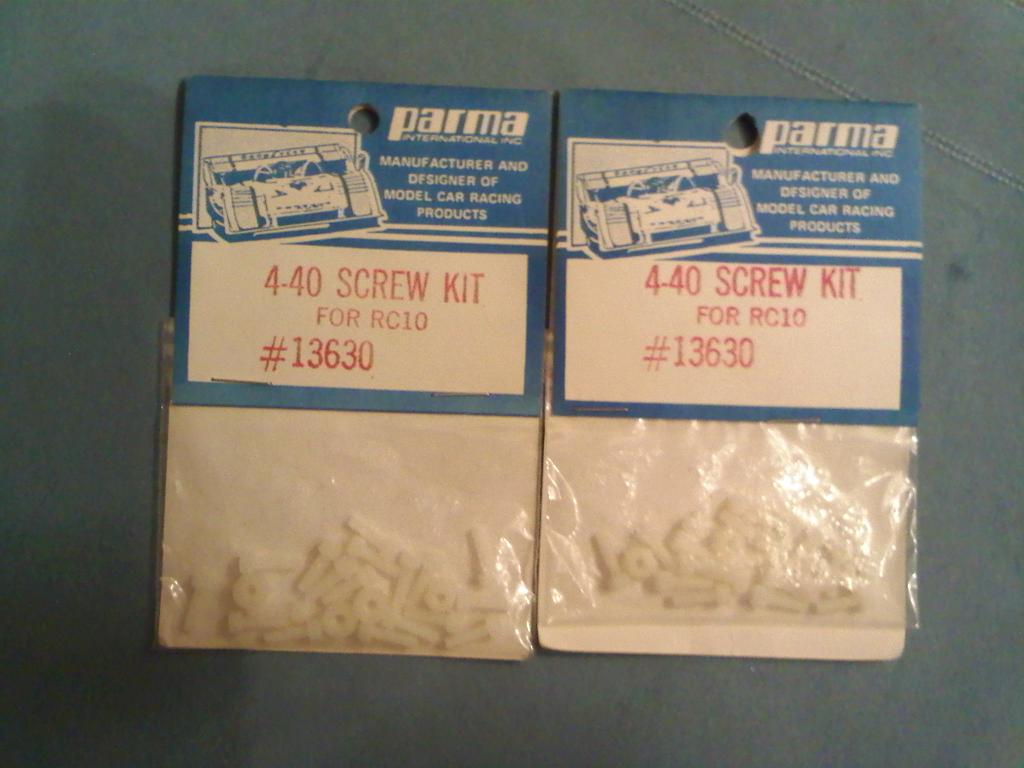 parma
INTERNATIONAL INC.
MANUFACTURER AND
DESIGNER OF
MODEL CAR RACING
PRODUCTS
4-40 SCREW KIT
FOR RC10
#13630
parma
INTERNATIONAL INC.
MANUFACTURER AND
DESIGNER OF
MODEL CAR RACING
PRODUCTS
4-40 SCREW KIT
FOR RC10
#13630